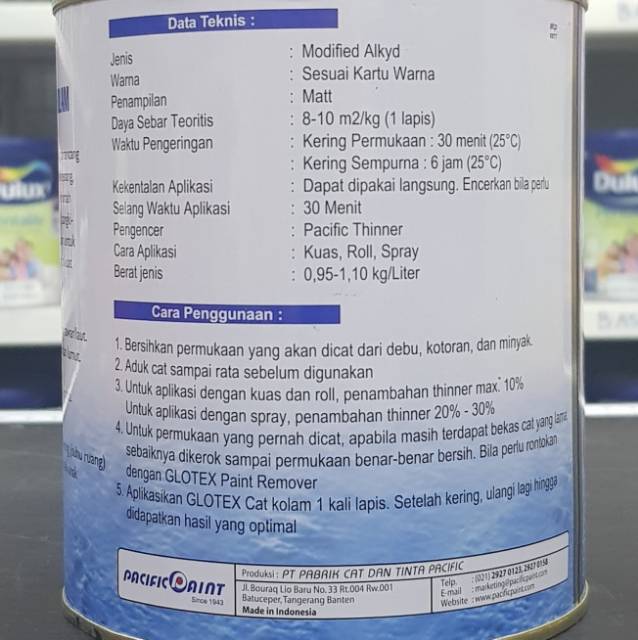 Data Teknis :
Jenis : Modified Alkyd
Warna : Sesuai Kartu Warna
Penampilan : Matt
Daya Sebar Teoritis : 8-10 m2/kg (1 lapis)
Waktu Pengeringan : Kering Permukaan : 30 menit (25°C)
: Kering Sempurna : 6 jam (25°C)
Kekentalan Aplikasi : Dapat dipakai langsung. Encerkan bila perlu
Selang Waktu Aplikasi : 30 Menit
Pengencer : Pacific Thinner
Cara Aplikasi : Kuas, Roll, Spray
Berat jenis : 0,95-1,10 kg/Liter
Cara Penggunaan :
1. Bersihkan permukaan yang akan dicat dari debu, kotoran, dan minyak.
2. Aduk cat sampai rata sebelum digunakan
3. Untuk aplikasi dengan kuas dan roll, penambahan thinner max. 10%
Untuk aplikasi dengan spray, penambahan thinner 20% - 30%
4. Untuk permukaan yang pernah dicat, apabila masih terdapat bekas cat yang lama
sebaiknya dikerok sampai permukaan benar-benar bersih. Bila perlu rontokan
dengan GLOTEX Paint Remover
5. Aplikasikan GLOTEX Cat kolam 1 kali lapis. Setelah kering, ulangi lagi hingga
didapatkan hasil yang optimal
PACIFIC PAINT
Since 1943
Produksi : PT PABRIK CAT DAN TINTA PACIFIC
Jl. Bouraq Lio Baru No. 33 Rt.004 Rw.001
Batuceper, Tangerang Banten
Made in Indonesia
Telp. : (021) 2927 0123, 2927 0158
E-mail : marketing@pacificpaint.com
Website : www.pacificpaint.com
ruang)
Dulux